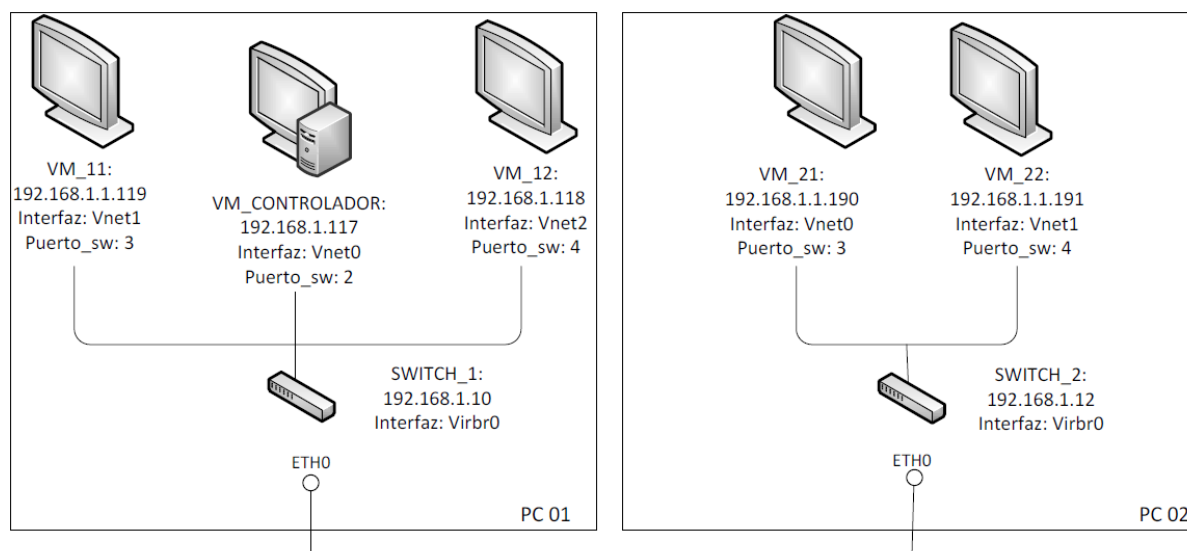 VM_11:
192.168.1.1.119
Interfaz: Vnet1
Puerto_sw: 3
VM_CONTROLADOR:
192.168.1.117
Interfaz: Vnet0
Puerto_sw: 2
VM_12:
192.168.1.118
Interfaz: Vnet2
Puerto_sw: 4
SWITCH_1:
192.168.1.10
Interfaz: Virbr0
ETH0
PC 01
VM_21:
192.168.1.1.190
Interfaz: Vnet0
Puerto_sw: 3
VM_22:
192.168.1.1.191
Interfaz: Vnet1
Puerto_sw: 4
SWITCH_2:
192.168.1.12
Interfaz: Virbr0
ETH0
PC 02